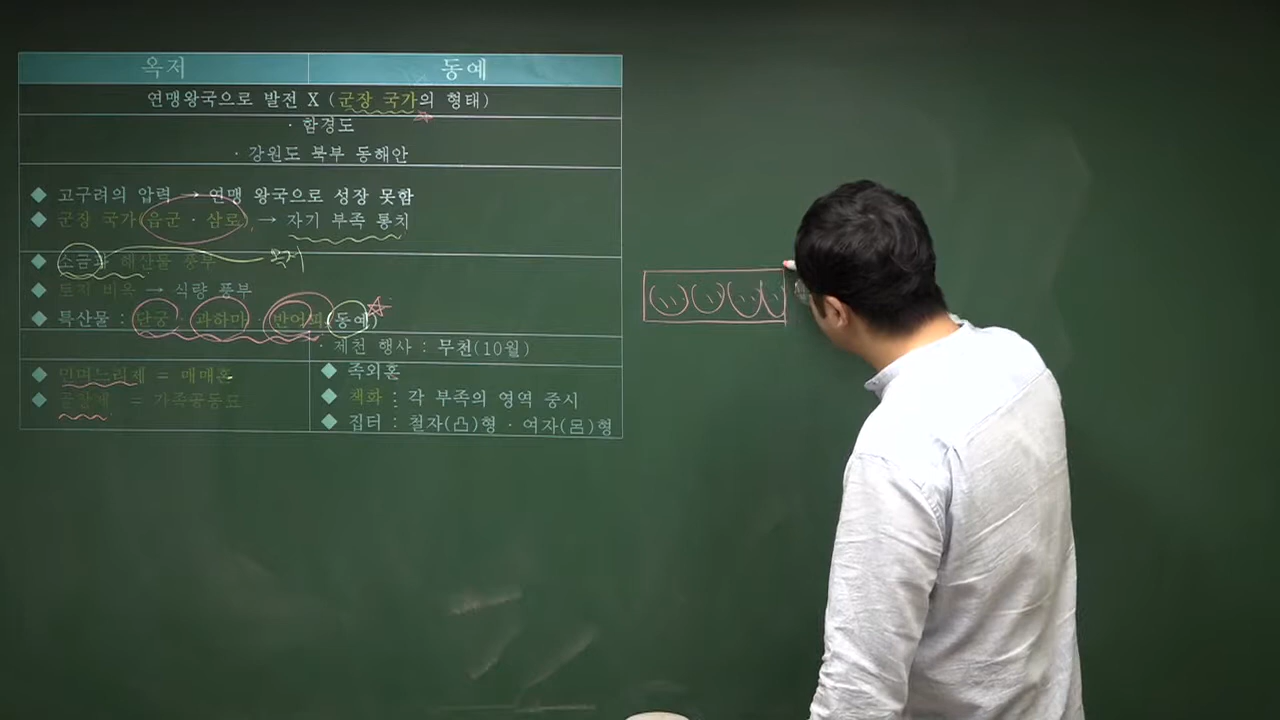 옥저 동예
연맹왕국으로 발전 X (군장 국가의 형태)
· 함경도
· 강원도 북부 동해안
◆ 고구려의 압력 → 연맹 왕국으로 성장 못함
◆ 군장 국가(읍군 · 삼로) → 자기 부족 통치
◆ 소금과 해산물 풍부 옥저
◆ 토지 비옥 → 식량 풍부
◆ 특산물 : 단궁 · 과하마 · 반어피(동예)
· 제천 행사 : 무천(10월)
◆ 민며느리제 = 매매혼
◆ = 가족공동묘
◆ 족외혼
◆ 책화 : 각 부족의 영역 중시
◆ 집터 : 철자(凸)형 · 여자(呂)형